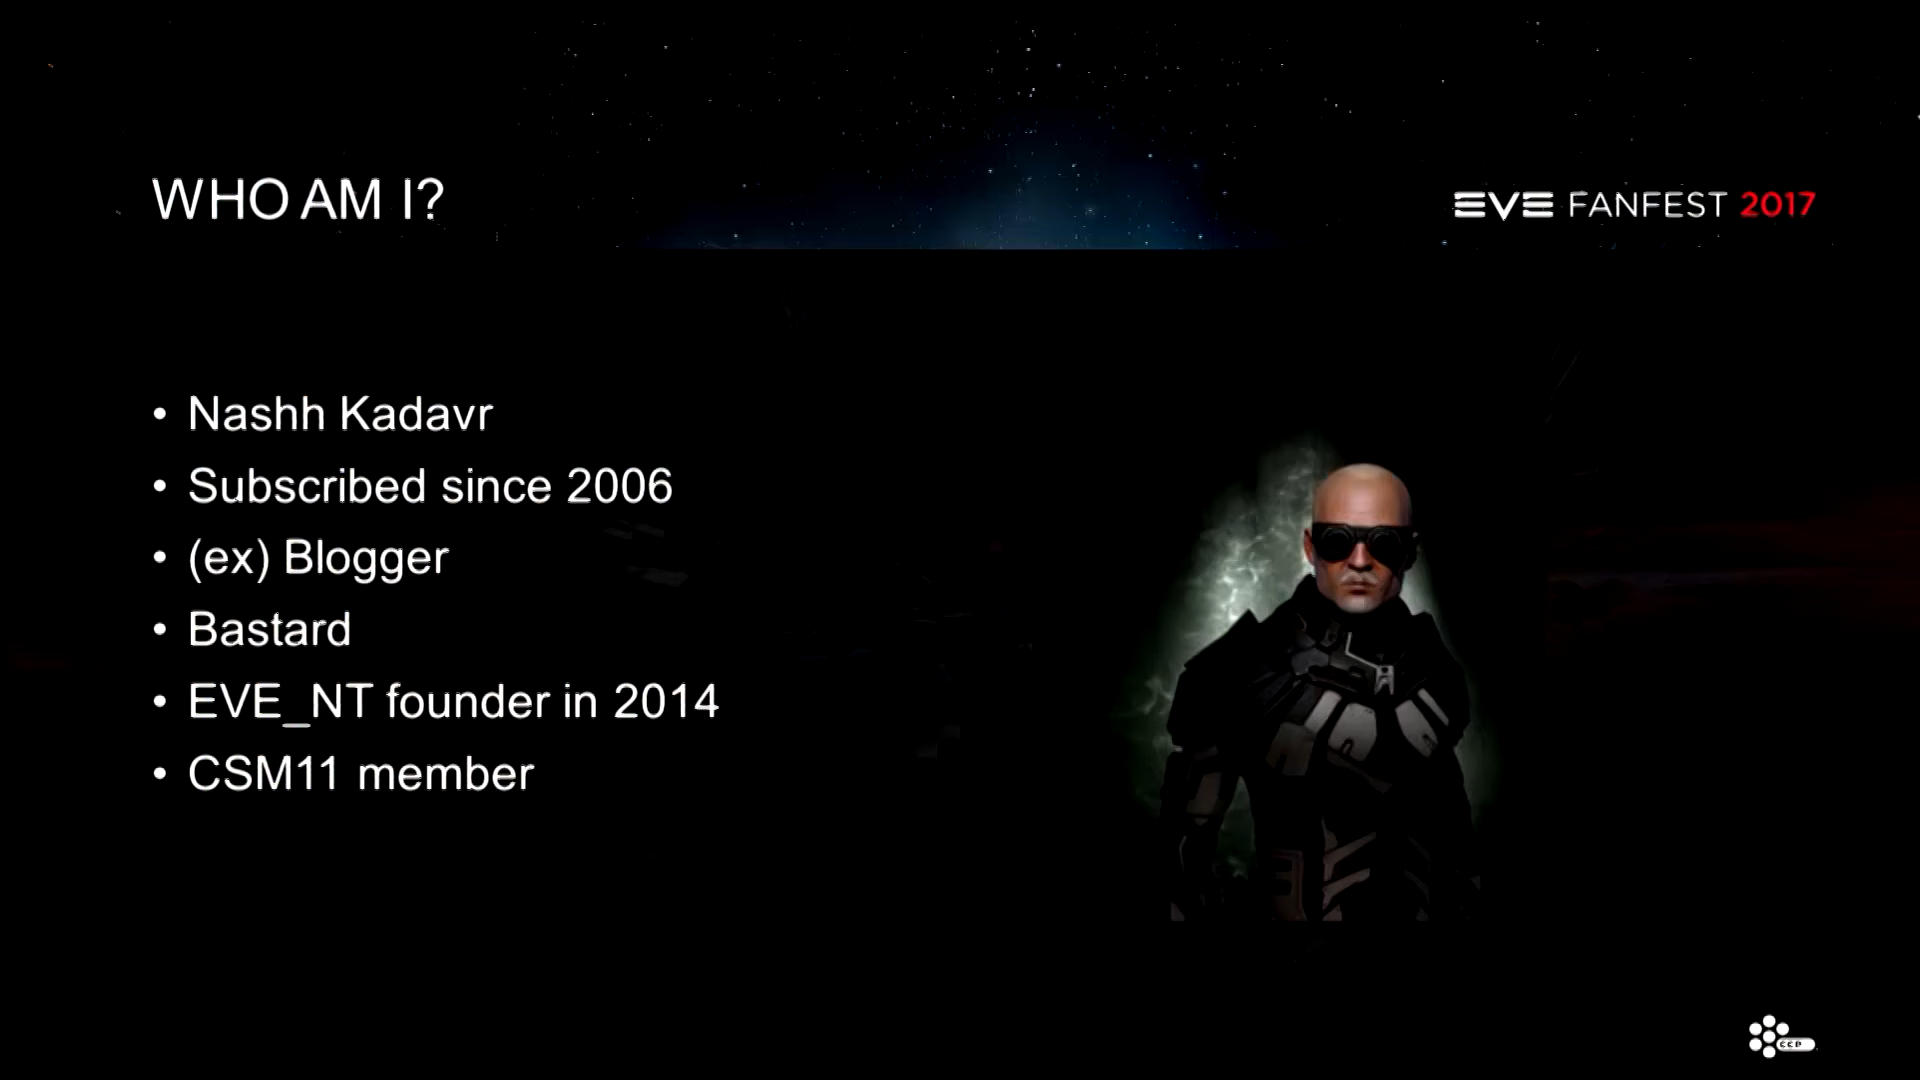 WHO AM I?
EVE FANFEST 2017
• Nashh Kadavr
• Subscribed since 2006
• (ex) Blogger
• Bastard
• EVE_NT founder in 2014
• CSM11 member
CCP